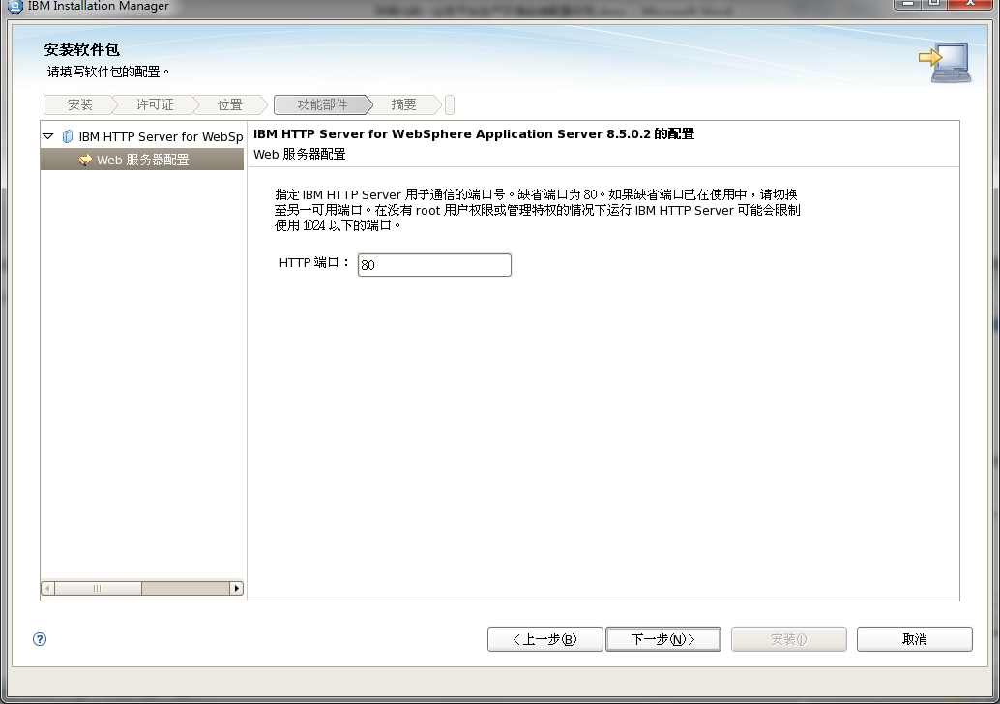 IBM Installation Manager
安装软件包
请填写软件包的配置。
安装
许可证
位置
功能部件
摘要
IBM HTTP Server for WebSp
Web 服务器配置
IBM HTTP Server for WebSphere Application Server 8.5.0.2 的配置
Web 服务器配置
指定 IBM HTTP Server 用于通信的端口号。缺省端口为 80。如果缺省端口已在使用中，请切换
至另一可用端口。在没有 root 用户权限或管理特权的情况下运行 IBM HTTP Server 可能会限制
使用 1024 以下的端口。
HTTP 端口：
80
?
<上一步(B)
下一步(N)>
安装(I)
取消